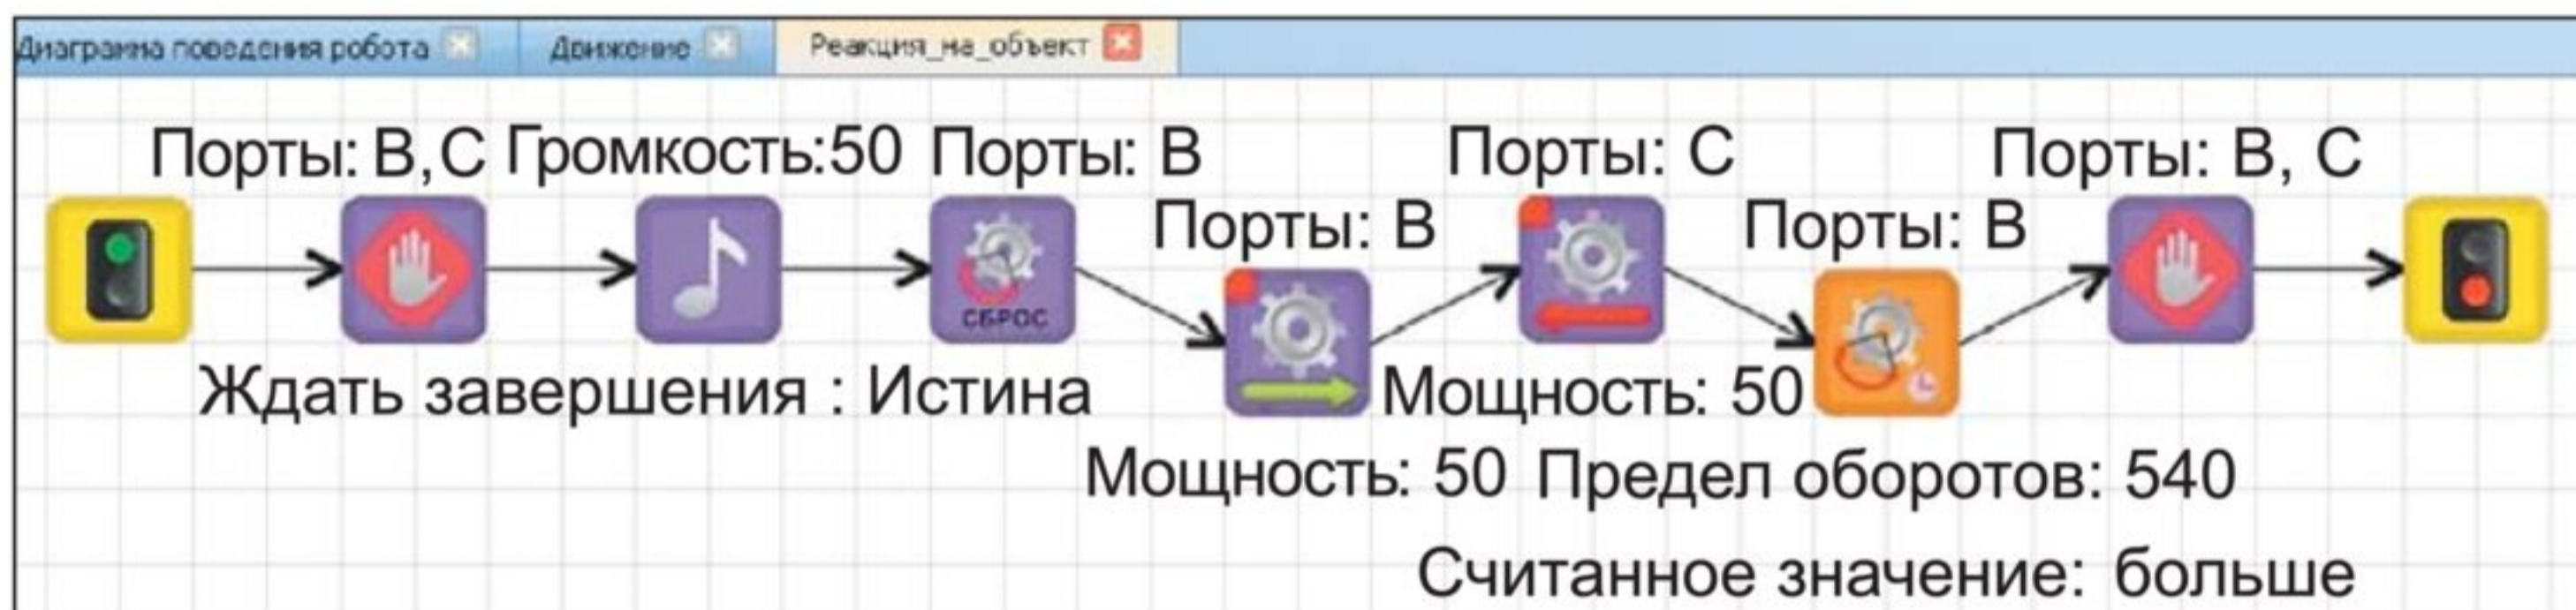 Диаграмма поведения робота
Движение
Реакция_на_объект
Порты: В,С Громкость:50 Порты: В
Порты: С
Порты: В, С
Порты: В
Порты: В
СБРОС
Ждать завершения : Истина
Мощность: 50
Мощность: 50 Предел оборотов: 540
Считанное значение: больше